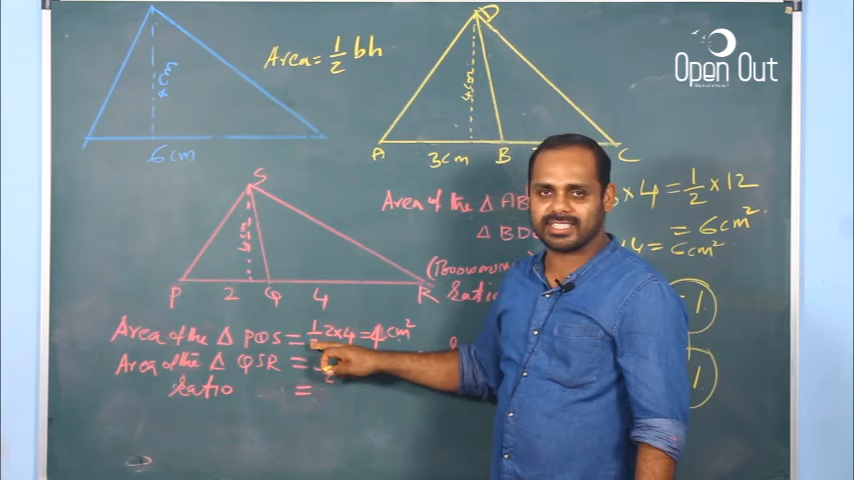 Open Out
Area = 1/2 bh
4cm
6cm
D
4cm
A
3cm
B
C
S
4cm
P
2
Q
4
R
Area of the Δ AB
×4 = 1/2 × 12
= 6cm²
Δ BD
×4 = 6cm²
Ratio
1
1
Area of the Δ PQS = 1/2 2×4 = 4cm²
Area of the Δ QSR =
Ratio =